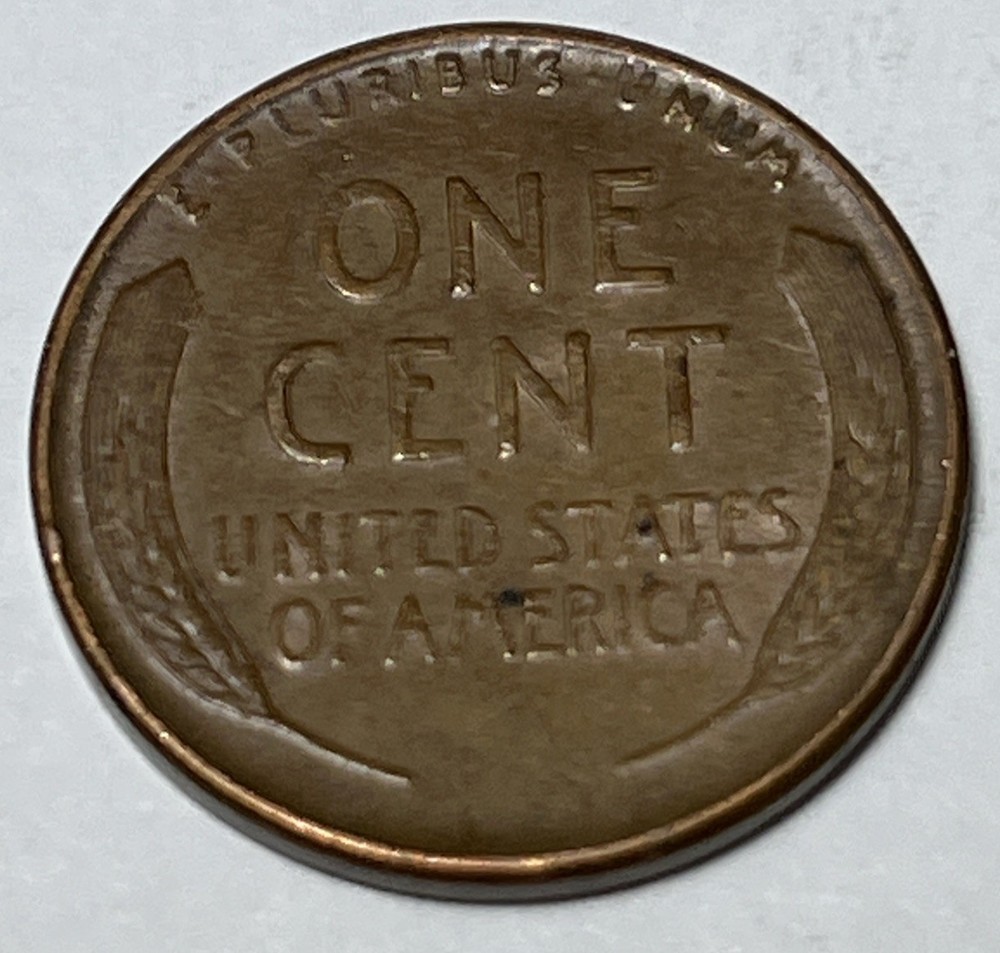 E PLURIBUS UNUM
ONE
CENT
UNITED STATES
OF AMERICA